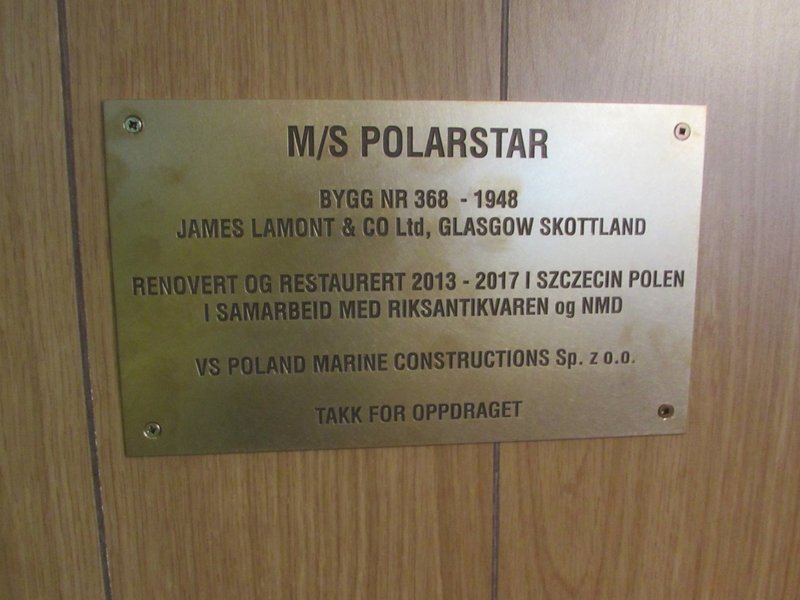 M/S POLARSTAR
BYGG NR 368 - 1948
JAMES LAMONT & CO Ltd, GLASGOW SKOTTLAND
RENOVERT OG RESTAURERT 2013 - 2017 I SZCZECIN POLEN
I SAMARBEID MED RIKSANTIKVAREN og NMD
VS POLAND MARINE CONSTRUCTIONS Sp. z o.o.
TAKK FOR OPPDRAGET